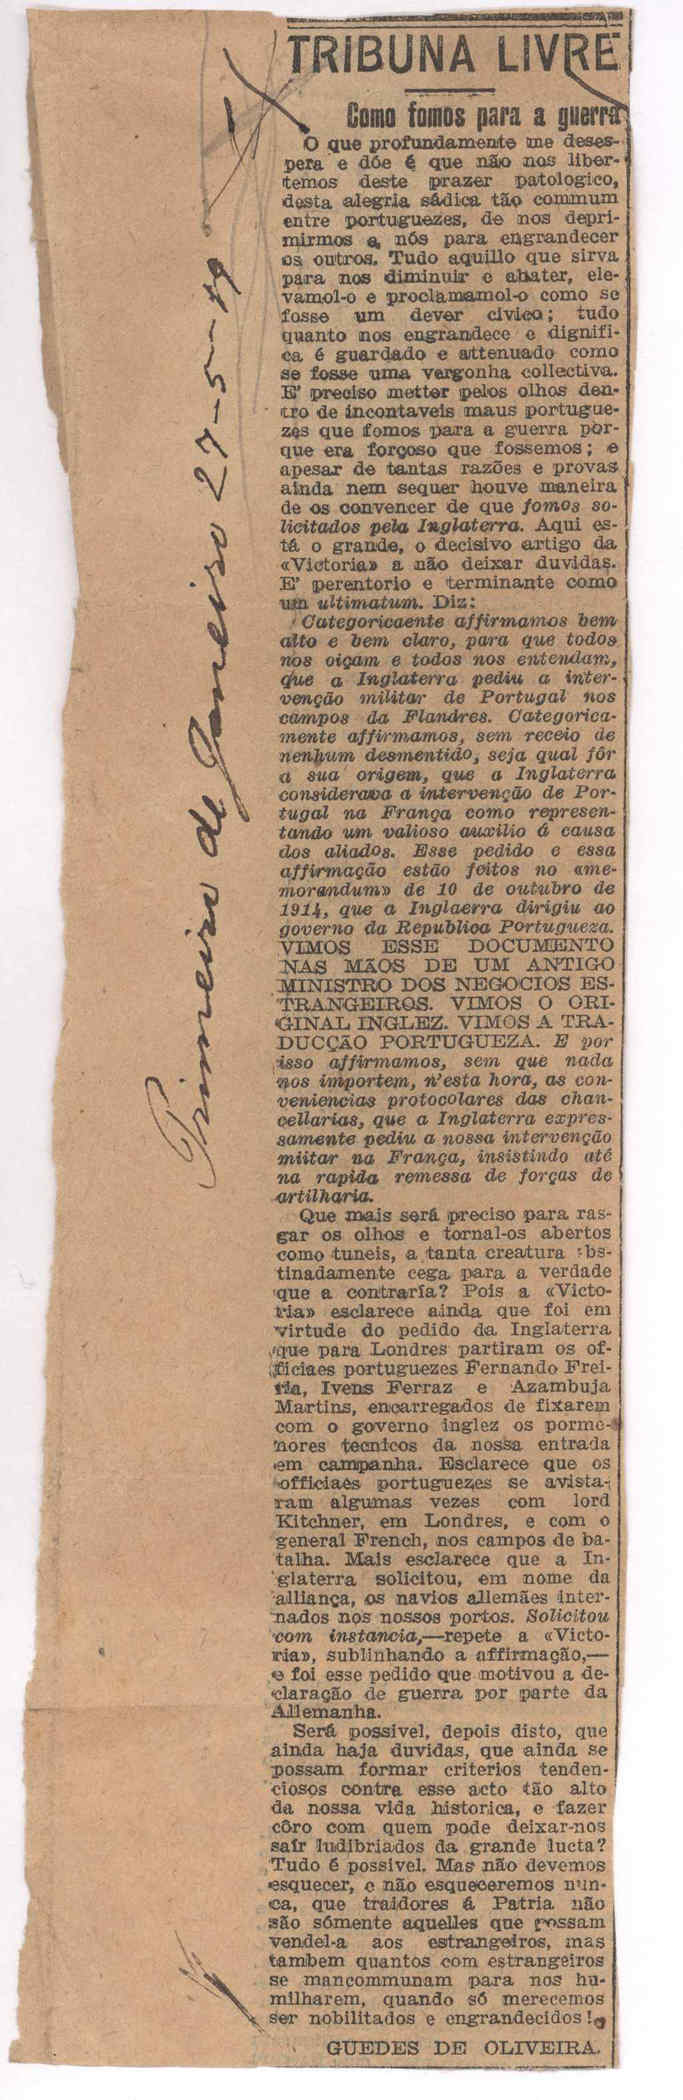 TRIBUNA LIVRE
Como fomos para a guerra
O que profundamente me deses-
pera e dóe é que não nos liber-
temos deste prazer patologico,
desta alegria sádica tão commum
entre portuguezes, de nos depri-
mirmos a nós para engrandecer
os outros. Tudo aquillo que sirva
para nos diminuir e abater, ele-
vamol-o e proclamamol-o como se
fosse um dever civico; tudo
quanto nos engrandece e dignifi-
ca é guardado e attenuado como
se fosse uma vergonha collectiva.
E' preciso metter pelos olhos den-
tro de incontaveis maus portugue-
zes que fomos para a guerra por-
que era forçoso que fossemos; e
apesar de tantas razões e provas
ainda nem sequer houve maneira
de os convencer de que fomos so-
licitados pela Inglaterra. Aqui es-
tá o grande, o decisivo artigo da
«Victoria» a não deixar duvidas.
E' perentorio e terminante como
um ultimatum. Diz:
Categoricaente affirmamos bem
alto e bem claro, para que todos
nos oiçam e todos nos entendam,
que a Inglaterra pediu a inter-
venção militar de Portugal nos
campos da Flandres. Categorica-
mente affirmamos, sem receio de
nenhum desmentido, seja qual fôr
a sua origem, que a Inglaterra
considerava a intervenção de Por-
tugal na França como represen-
tando um valioso auxilio á causa
dos aliados. Esse pedido e essa
affirmação estão feitos no «me-
morandum» de 10 de outubro de
1914, que a Inglaerra dirigiu ao
governo da Republica Portugueza.
VIMOS ESSE DOCUMENTO
NAS MÃOS DE UM ANTIGO
MINISTRO DOS NEGOCIOS ES-
TRANGEIROS. VIMOS O ORI-
GINAL INGLEZ. VIMOS A TRA-
DUCÇÃO PORTUGUEZA. E por
isso affirmamos, sem que nada
nos importem, n'esta hora, as con-
veniencias protocolares das chan-
cellarias, que a Inglaterra expres-
samente pediu a nossa intervenção
miitar na França, insistindo até
na rapida remessa de forças de
artilharia.
Que mais será preciso para ras-
gar os olhos e tornal-os abertos
como tuneis, a tanta creatura obs-
tinadamente cega para a verdade
que a contraría? Pois a «Victo-
ria» esclarece ainda que foi em
virtude do pedido da Inglaterra
que para Londres partiram os of-
ficiaes portuguezes Fernando Frei-
ria, Ivens Ferraz e Azambuja
Martins, encarregados de fixarem
com o governo inglez os porme-
nores tecnicos da nossa entrada
em campanha. Esclarece que os
officiaes portuguezes se avista-
ram algumas vezes com lord
Kitchner, em Londres, e com o
general French, nos campos de ba-
talha. Mais esclarece que a In-
glaterra solicitou, em nome da
alliança, os navios allemães inter-
nados nos nossos portos. Solicitou
com instancia,—repete a «Victo-
ria», sublinhando a affirmação,—
e foi esse pedido que motivou a de-
claração de guerra por parte da
Allemanha.
Será possivel, depois disto, que
ainda haja duvidas, que ainda se
possam formar criterios tenden-
ciosos contra esse acto tão alto
da nossa vida historica, e fazer
côro com quem pode deixar-nos
saír ludibriados da grande lucta?
Tudo é possivel. Mas não devemos
esquecer, e não esqueceremos nun-
ca, que traidores á Patria não
são sómente aquelles que possam
vendel-a aos estrangeiros, mas
tambem quantos com estrangeiros
se mancommunam para nos hu-
milharem, quando só merecemos
ser nobilitados e engrandecidos!
GUEDES DE OLIVEIRA.
Primeiro de Janeiro 27-5-19